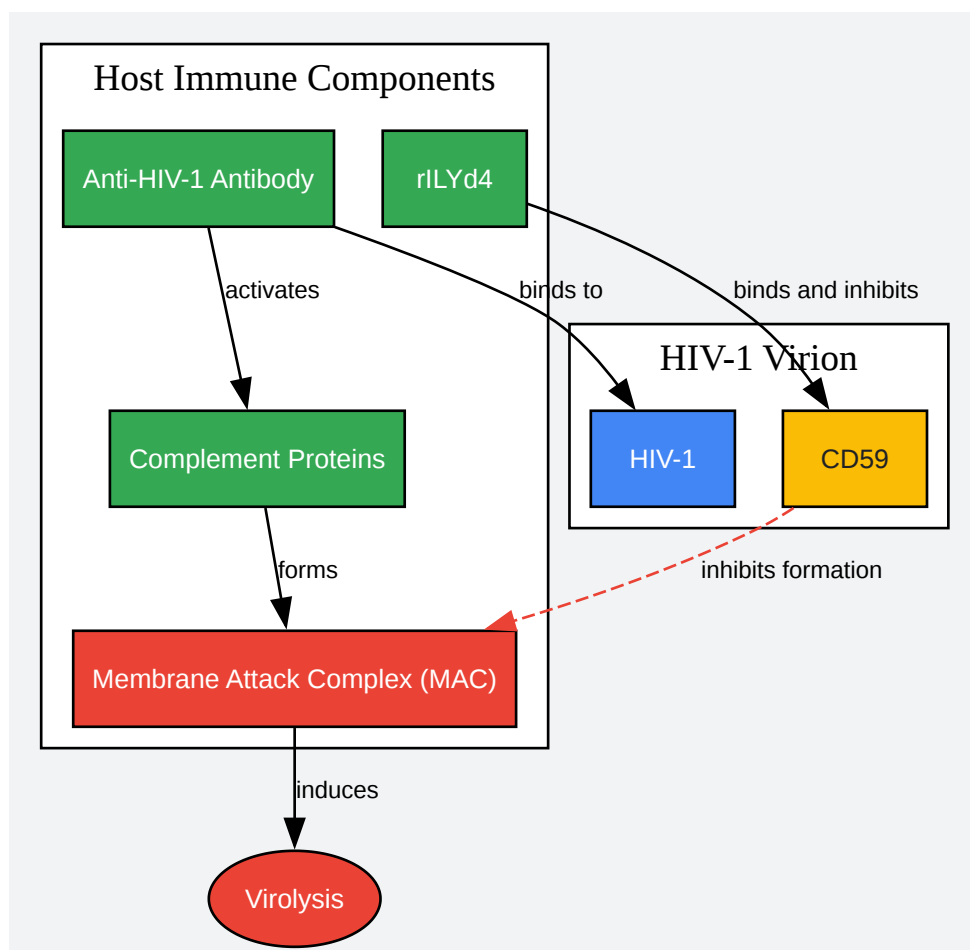 Host Immune Components
Anti-HIV-1 Antibody
rILYd4
activates
binds to
binds and inhibits
HIV-1 Virion
Complement Proteins
HIV-1
CD59
forms
inhibits formation
Membrane Attack Complex (MAC)
induces
Virolysis